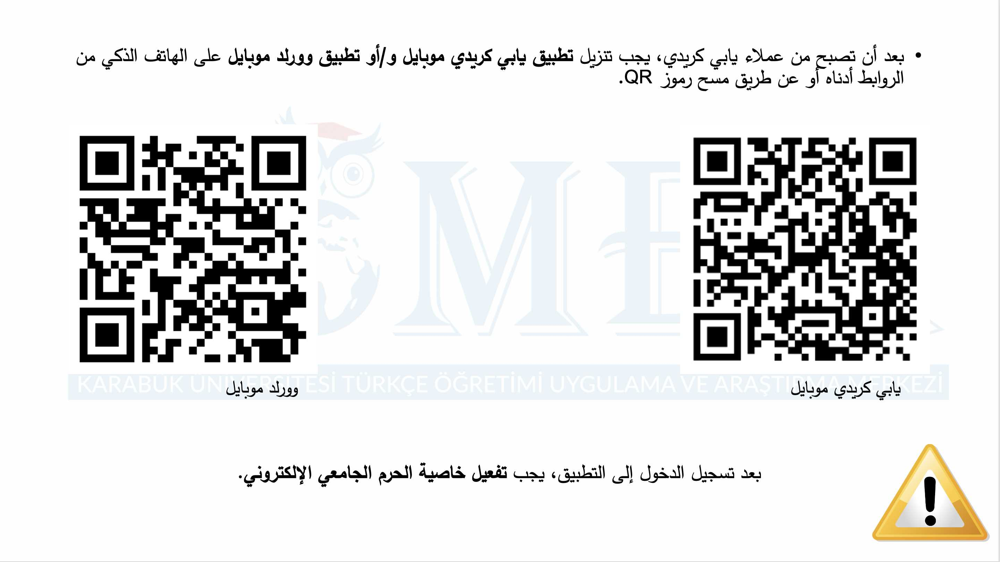 • بعد أن تصبح من عملاء يابي كريدي، يجب تنزيل تطبيق يابي كريدي موبايل و/أو تطبيق وورلد موبايل على الهاتف الذكي من
الروابط أدناه أو عن طريق مسح رموز QR.
يابي كريدي موبايل
وورلد موبايل
KARABÜK ÜNİVERSİTESİ TÜRKÇE ÖĞRETİMİ UYGULAMA VE ARAŞTIRMA MERKEZİ
بعد تسجيل الدخول إلى التطبيق، يجب تفعيل خاصية الحرم الجامعي الإلكتروني.